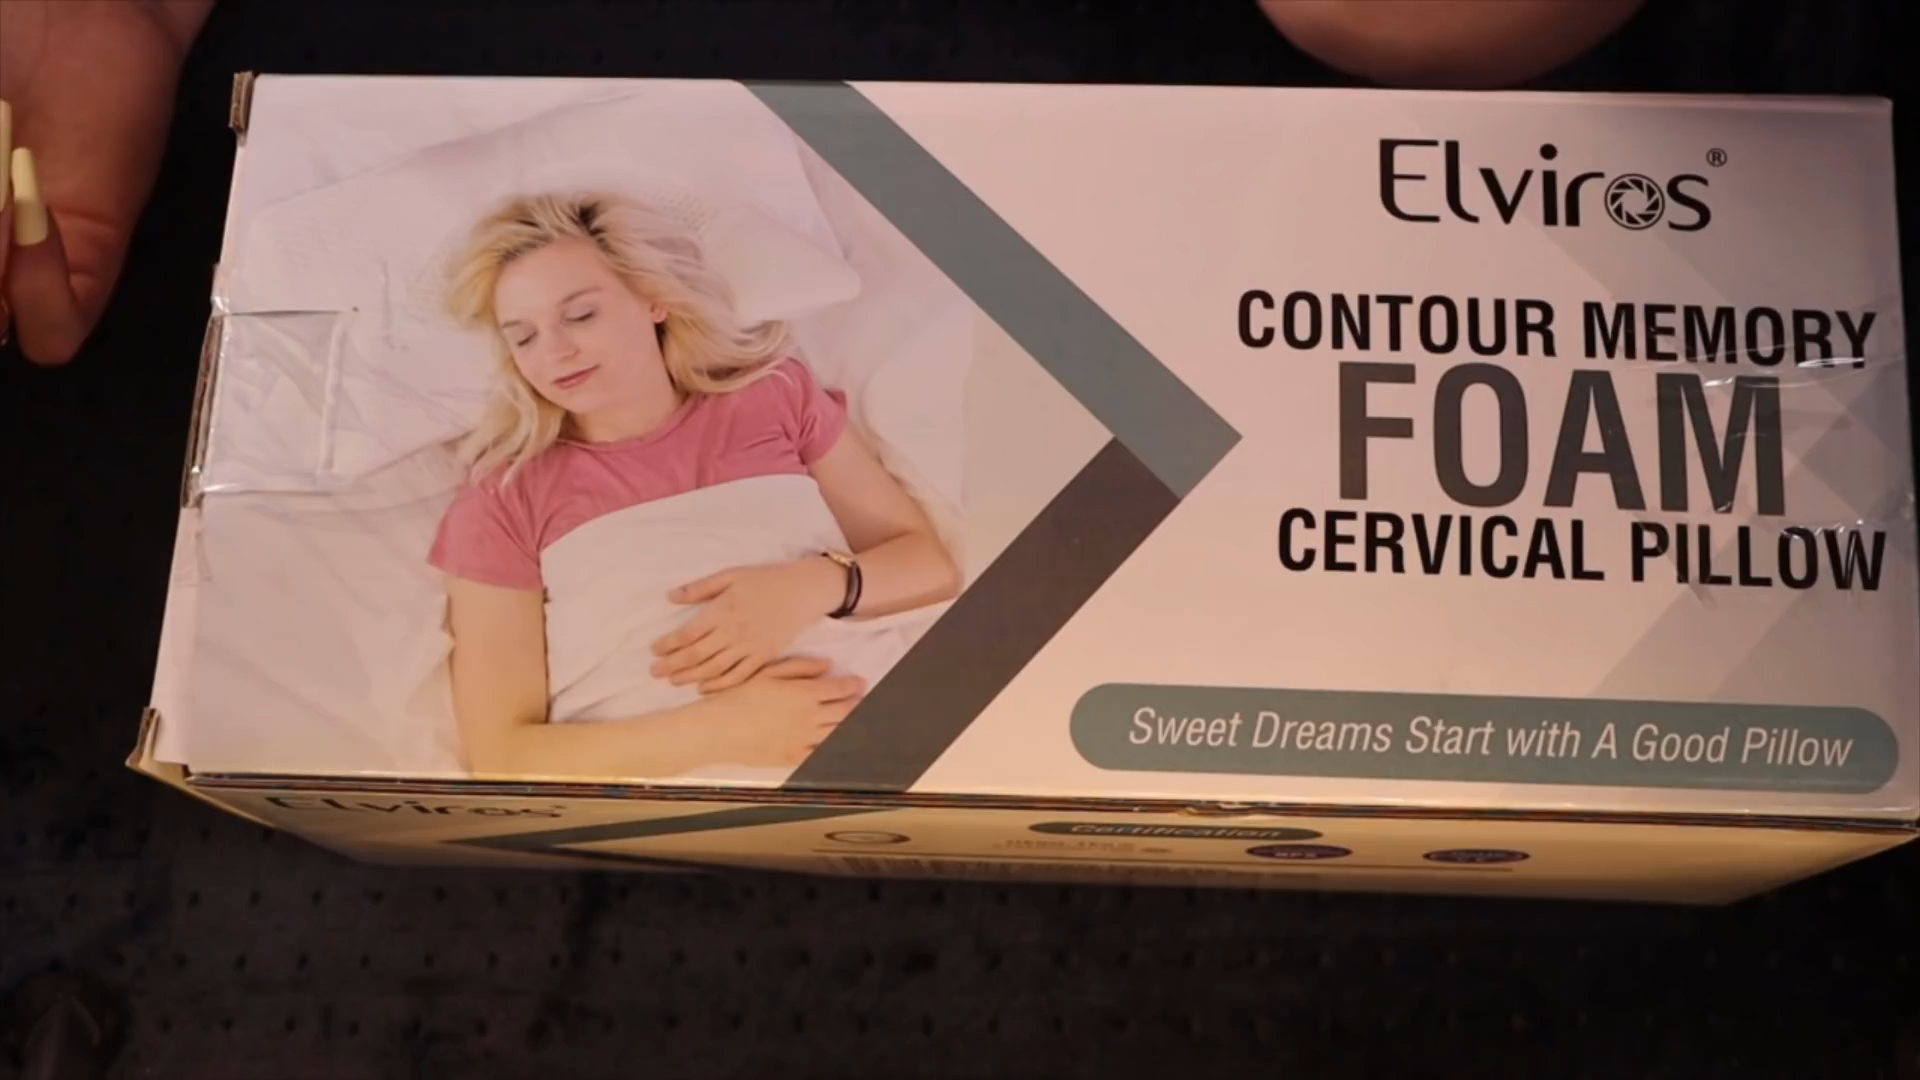 Elviros®
CONTOUR MEMORY
FOAM
CERVICAL PILLOW
Sweet Dreams Start with A Good Pillow
Elviros
Certification